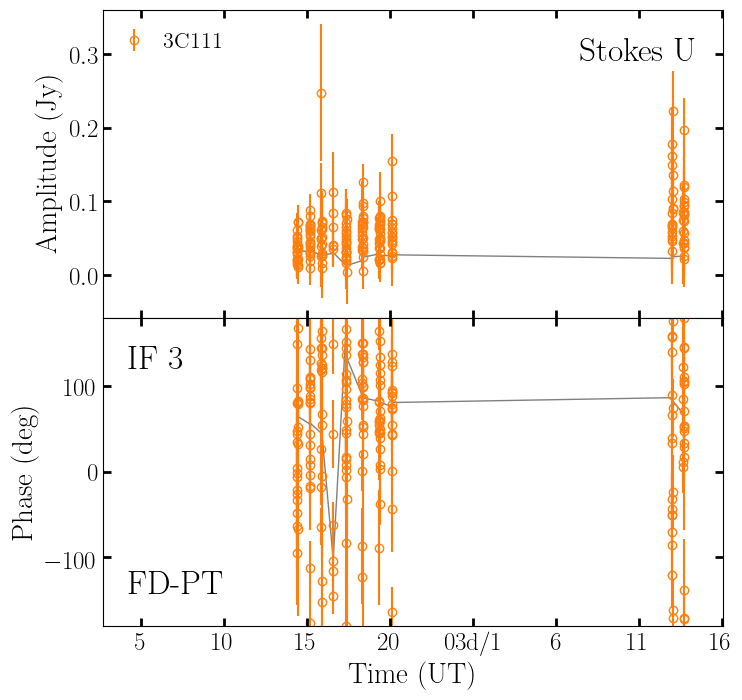 3C111
Stokes U
0.3
0.2
0.1
0.0
Amplitude (Jy)
IF 3
100
0
−100
Phase (deg)
FD-PT
5 10 15 20 03d/1 6 11 16
Time (UT)